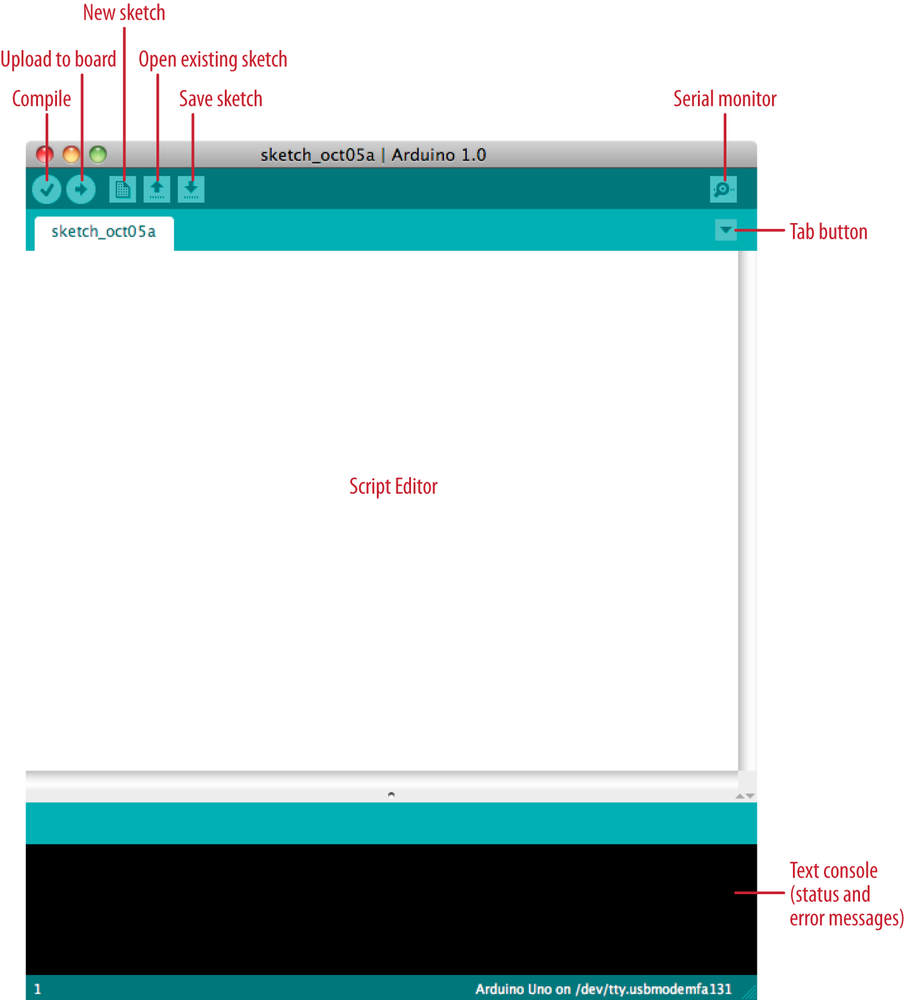 New sketch
Upload to board
Open existing sketch
Compile
Save sketch
Serial monitor
sketch_oct05a | Arduino 1.0
sketch_oct05a
Tab button
Script Editor
Text console
(status and
error messages)
1
Arduino Uno on /dev/tty.usbmodemfa131